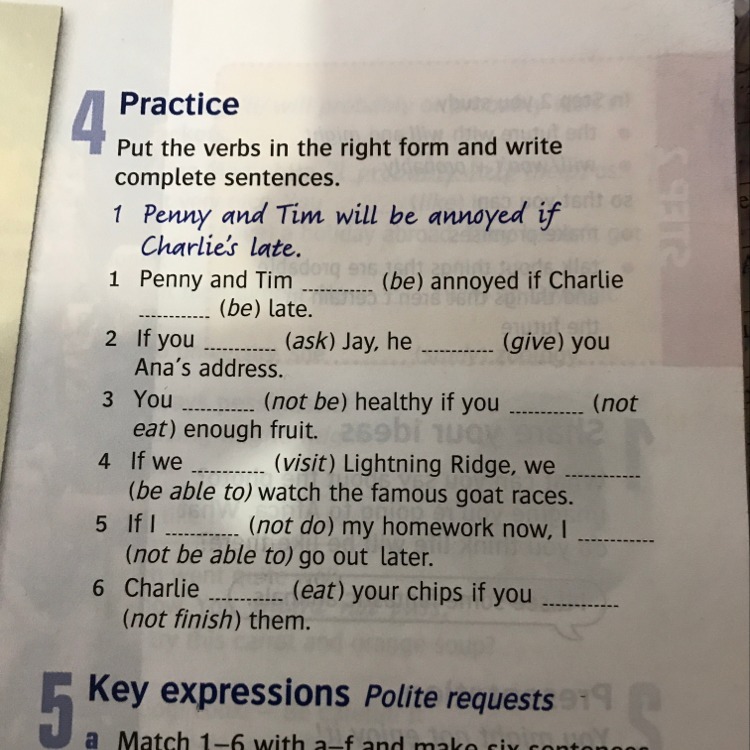 4 Practice
Put the verbs in the right form and write
complete sentences.
1 Penny and Tim will be annoyed if
Charlie's late.
1 Penny and Tim ............ (be) annoyed if Charlie
............ (be) late.
2 If you ............ (ask) Jay, he ............ (give) you
Ana's address.
3 You ............ (not be) healthy if you ............ (not
eat) enough fruit.
4 If we ............ (visit) Lightning Ridge, we ............
(be able to) watch the famous goat races.
5 If I ............ (not do) my homework now, I ............
(not be able to) go out later.
6 Charlie ............ (eat) your chips if you ............
(not finish) them.
5 Key expressions Polite requests
a Match 1–6 with a–f and make six sentences